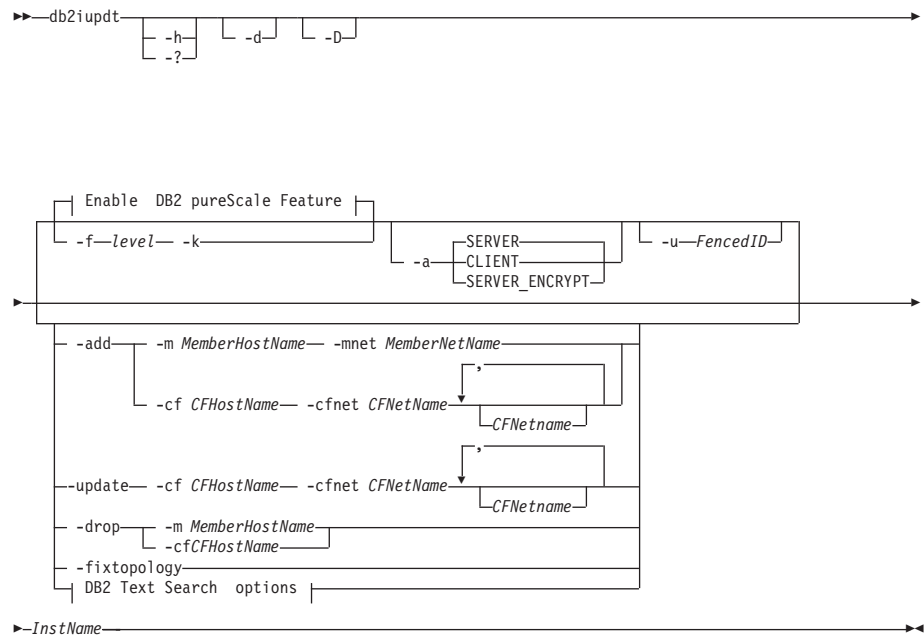 db2iupdt
-h -d -D
-?
Enable DB2 pureScale Feature
-f level -k SERVER -u FencedID
-a CLIENT
SERVER_ENCRYPT
-add -m MemberHostName -mnet MemberNetName
,
-cf CFHostName -cfnet CFNetName
CFNetname
,
-update -cf CFHostName -cfnet CFNetName
CFNetname
-drop -m MemberHostName
-cfCFHostName
-fixtopology
DB2 Text Search options
InstName